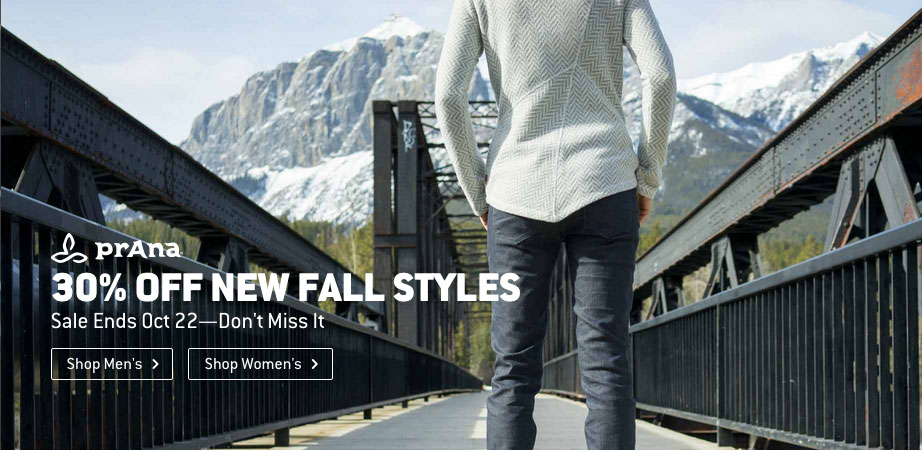 prAna
30% OFF NEW FALL STYLES
Sale Ends Oct 22—Don't Miss It
Shop Men's >
Shop Women's >